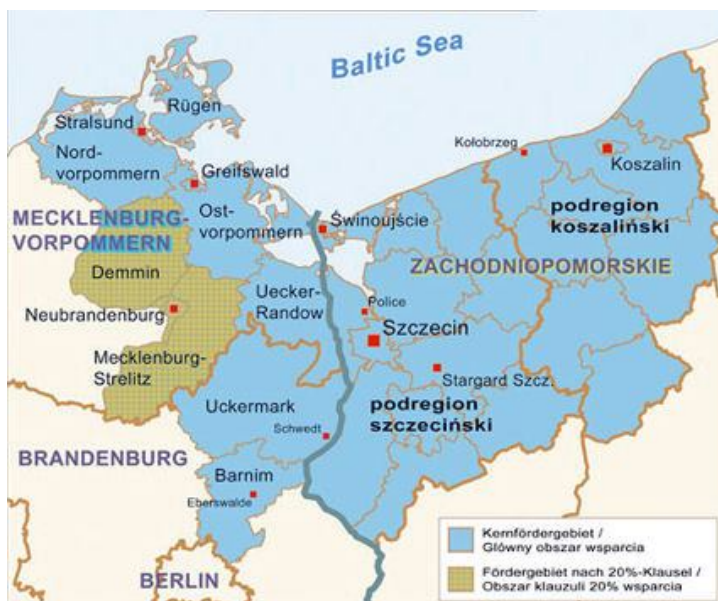 Baltic Sea
Rügen
Stralsund
Nord-
vorpommern
Greifswald
Kołobrzeg
Koszalin
MECKLENBURG-
VORPOMMERN
Ost-
vorpommern
Świnoujście
podregion
koszaliński
ZACHODNIOPOMORSKIE
Demmin
Uecker-
Randow
Neubrandenburg
Police
Szczecin
Mecklenburg-
Strelitz
Stargard Szcz.
Uckermark
podregion
szczeciński
Schwedt
BRANDENBURG
Barnim
Eberswalde
BERLIN
Kernfördergebiet /
Główny obszar wsparcia
Fördergebiet nach 20%-Klausel /
Obszar klauzuli 20% wsparcia